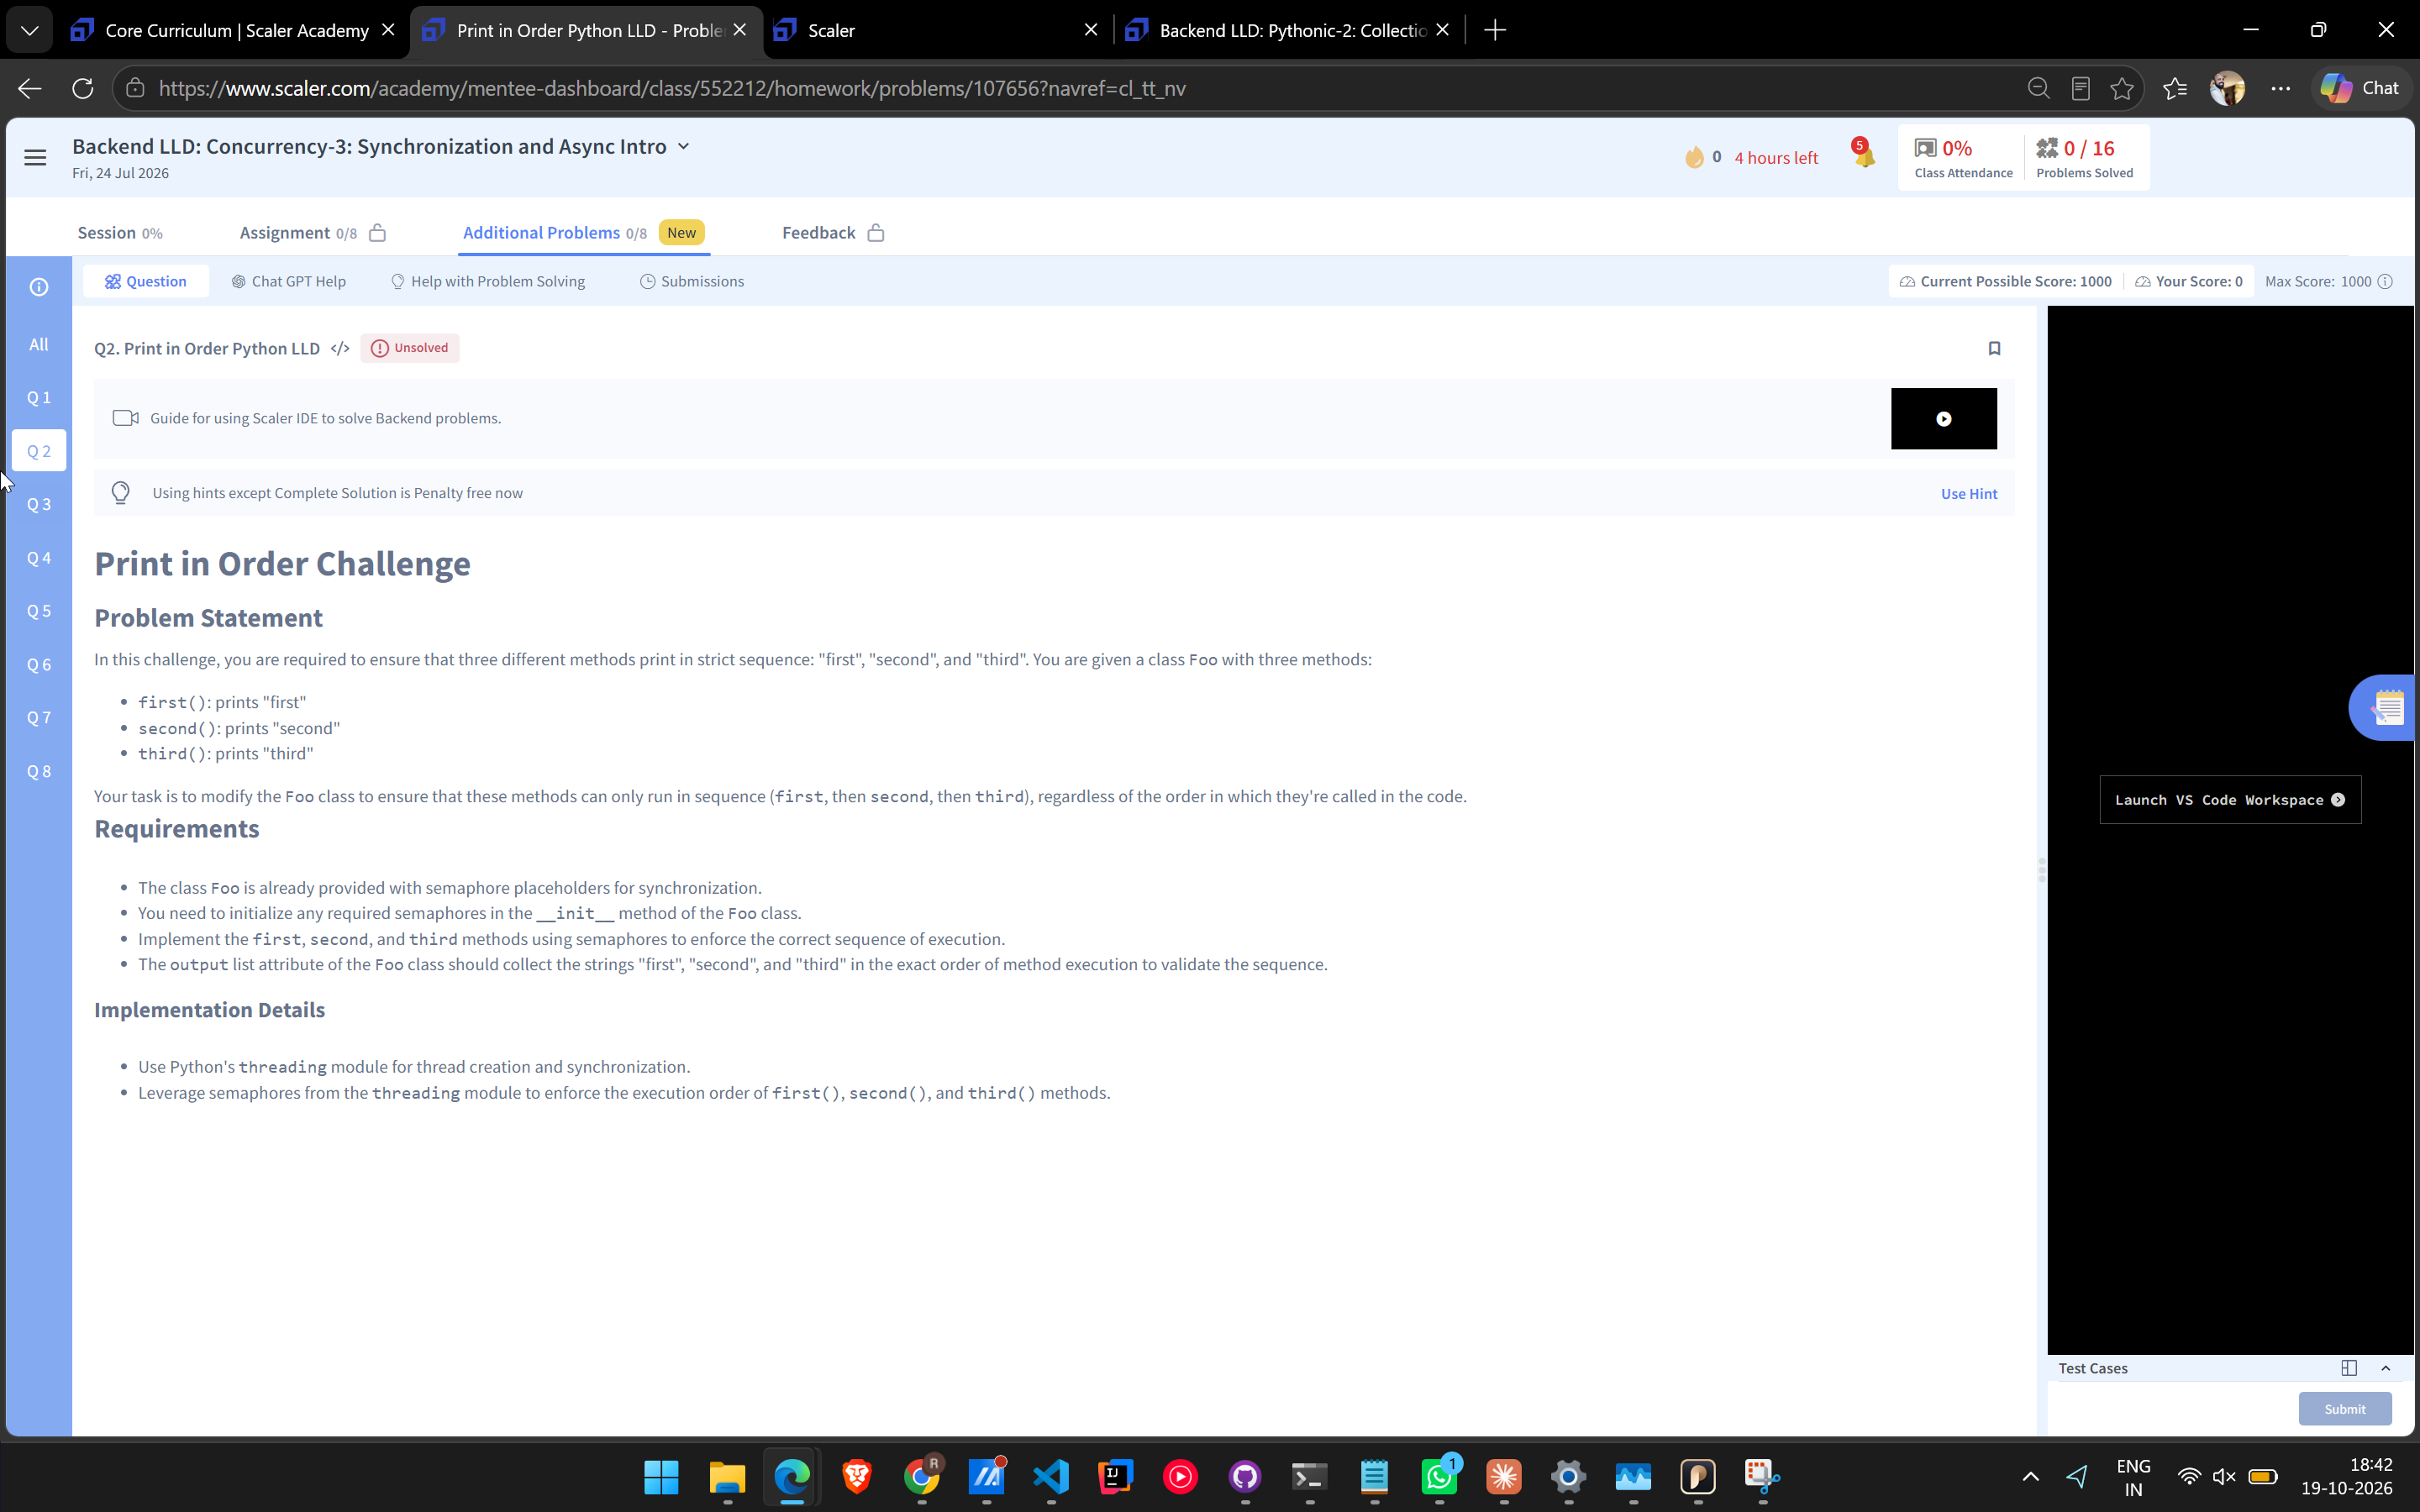 Core Curriculum | Scaler Academy
Print in Order Python LLD - Proble
Scaler
Backend LLD: Pythonic-2: Collectio
https://www.scaler.com/academy/mentee-dashboard/class/552212/homework/problems/107656?navref=cl_tt_nv
Chat
Backend LLD: Concurrency-3: Synchronization and Async Intro
Fri, 24 Jul 2026
0
4 hours left
5
0%
Class Attendance
0 / 16
Problems Solved
Session 0%
Assignment 0/8
Additional Problems 0/8
New
Feedback
Question
Chat GPT Help
Help with Problem Solving
Submissions
Current Possible Score: 1000
Your Score: 0
Max Score: 1000
All
Q 1
Q 2
Q 3
Q 4
Q 5
Q 6
Q 7
Q 8
Q2. Print in Order Python LLD </>
Unsolved
Guide for using Scaler IDE to solve Backend problems.
Using hints except Complete Solution is Penalty free now
Use Hint
Print in Order Challenge
Problem Statement
In this challenge, you are required to ensure that three different methods print in strict sequence: "first", "second", and "third". You are given a class Foo with three methods:
• first(): prints "first"
• second(): prints "second"
• third(): prints "third"
Your task is to modify the Foo class to ensure that these methods can only run in sequence (first, then second, then third), regardless of the order in which they're called in the code.
Requirements
• The class Foo is already provided with semaphore placeholders for synchronization.
• You need to initialize any required semaphores in the __init__ method of the Foo class.
• Implement the first, second, and third methods using semaphores to enforce the correct sequence of execution.
• The output list attribute of the Foo class should collect the strings "first", "second", and "third" in the exact order of method execution to validate the sequence.
Implementation Details
• Use Python's threading module for thread creation and synchronization.
• Leverage semaphores from the threading module to enforce the execution order of first(), second(), and third() methods.
Launch VS Code Workspace
Test Cases
Submit
R
IJ
1
ENG
IN
18:42
19-10-2026